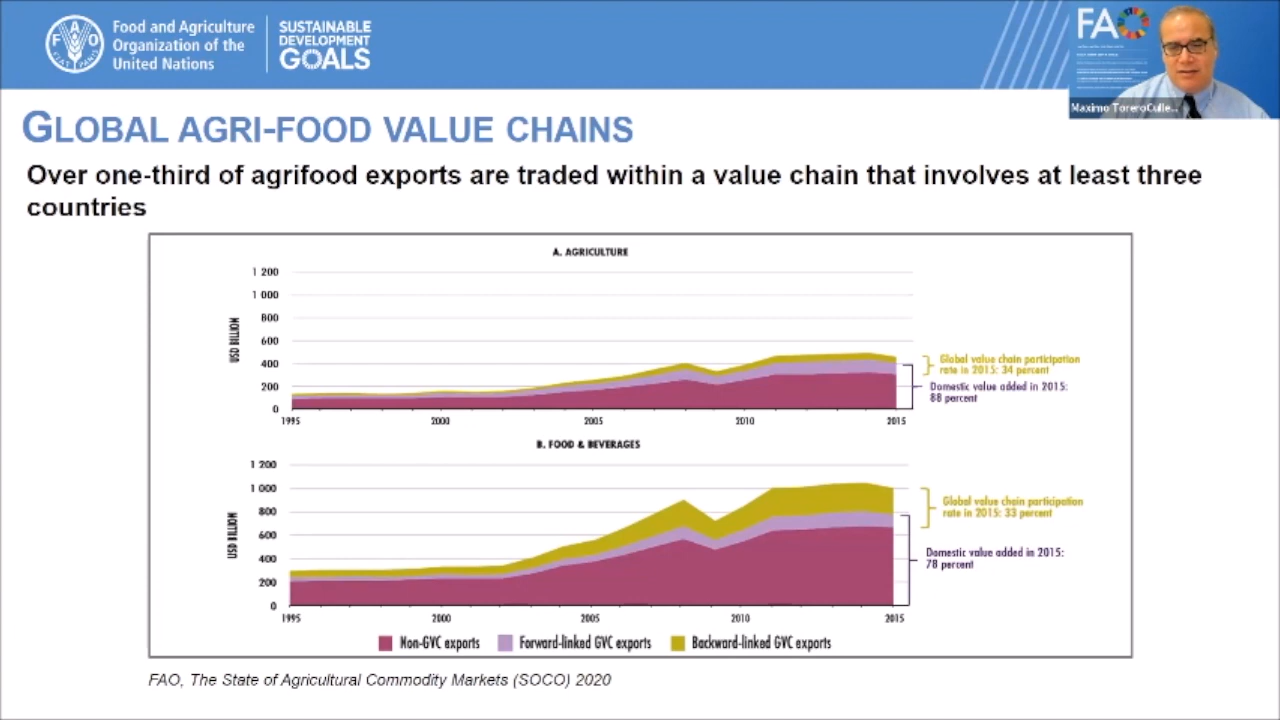 Food and Agriculture
Organization of the
United Nations
SUSTAINABLE
DEVELOPMENT
GOALS
FAO
Maximo ToreroCulle...
GLOBAL AGRI-FOOD VALUE CHAINS
Over one-third of agrifood exports are traded within a value chain that involves at least three
countries
A. AGRICULTURE
USD BILLION
1 200
1 000
800
600
400
200
0
1995 2000 2005 2010 2015
Global value chain participation
rate in 2015: 34 percent
Domestic value added in 2015:
88 percent
B. FOOD & BEVERAGES
USD BILLION
1 200
1 000
800
600
400
200
0
1995 2000 2005 2010 2015
Global value chain participation
rate in 2015: 33 percent
Domestic value added in 2015:
78 percent
Non-GVC exports Forward-linked GVC exports Backward-linked GVC exports
FAO, The State of Agricultural Commodity Markets (SOCO) 2020